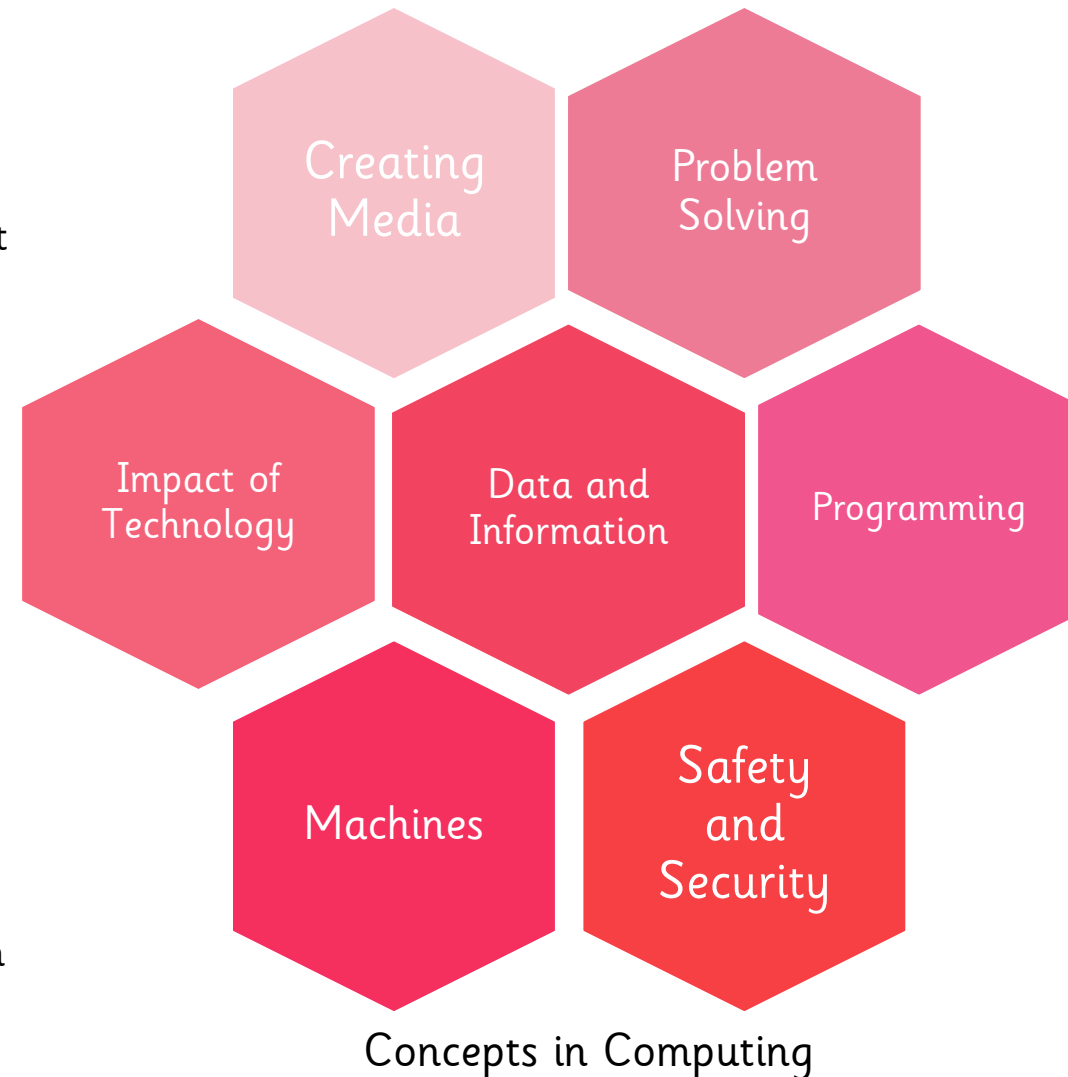 Creating
Media
Problem
Solving
Impact of
Technology
Data and
Information
Programming
Machines
Safety
and
Security
Concepts in Computing